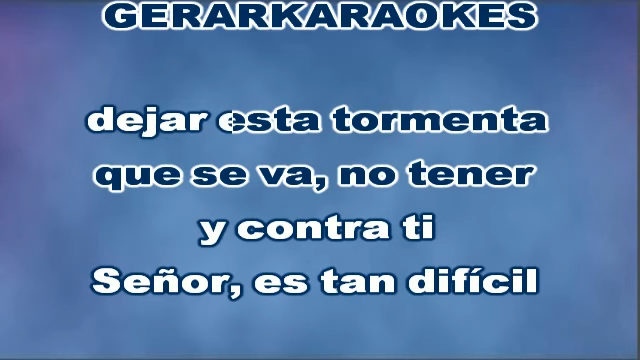 GERARKARAOKES
dejar esta tormenta
que se va, no tener
y contra ti
Señor, es tan difícil